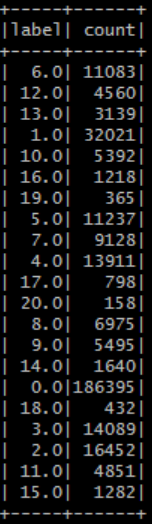 +-----+------+
|label| count|
+-----+------+
|  6.0| 11083|
| 12.0|  4560|
| 13.0|  3139|
|  1.0| 32021|
| 10.0|  5392|
| 16.0|  1218|
| 19.0|   365|
|  5.0| 11237|
|  7.0|  9128|
|  4.0| 13911|
| 17.0|   798|
| 20.0|   158|
|  8.0|  6975|
|  9.0|  5495|
| 14.0|  1640|
|  0.0|186395|
| 18.0|   432|
|  3.0| 14089|
|  2.0| 16452|
| 11.0|  4851|
| 15.0|  1282|
+-----+------+